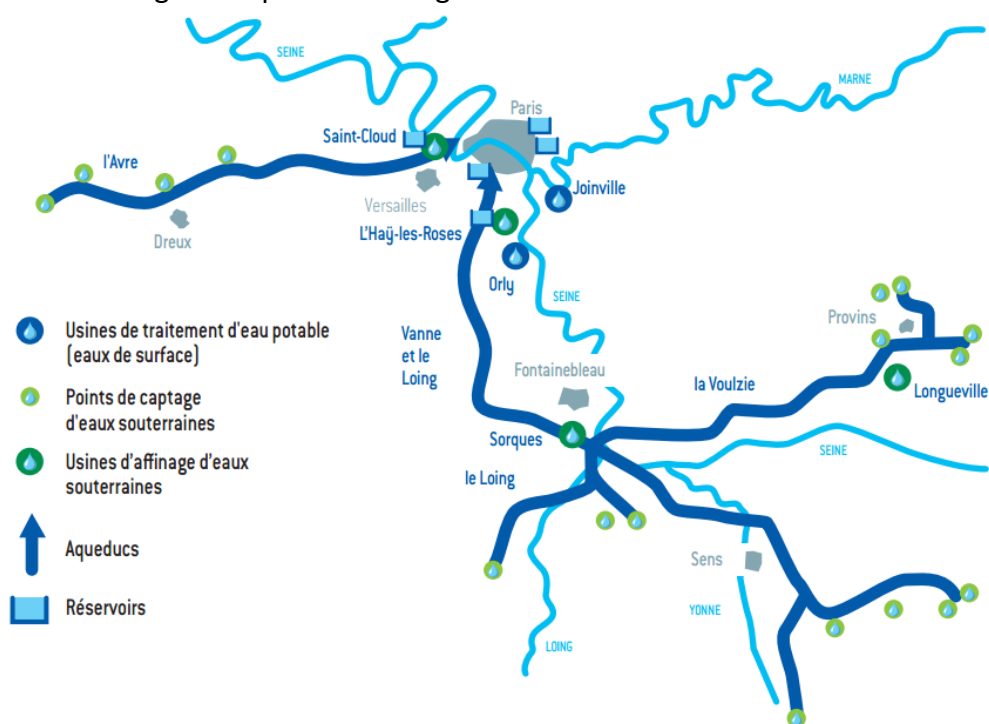 SEINE
MARNE
Paris
Saint-Cloud
l'Avre
Joinville
Versailles
L'Haÿ-les-Roses
Dreux
Orly
SEINE
Provins
Usines de traitement d'eau potable
(eaux de surface)
Vanne
et le
Loing
Fontainebleau
la Voulzie
Longueville
Points de captage
d'eaux souterraines
Sorques
SEINE
Usines d'affinage d'eaux
souterraines
le Loing
Aqueducs
Sens
Réservoirs
YONNE
LOING